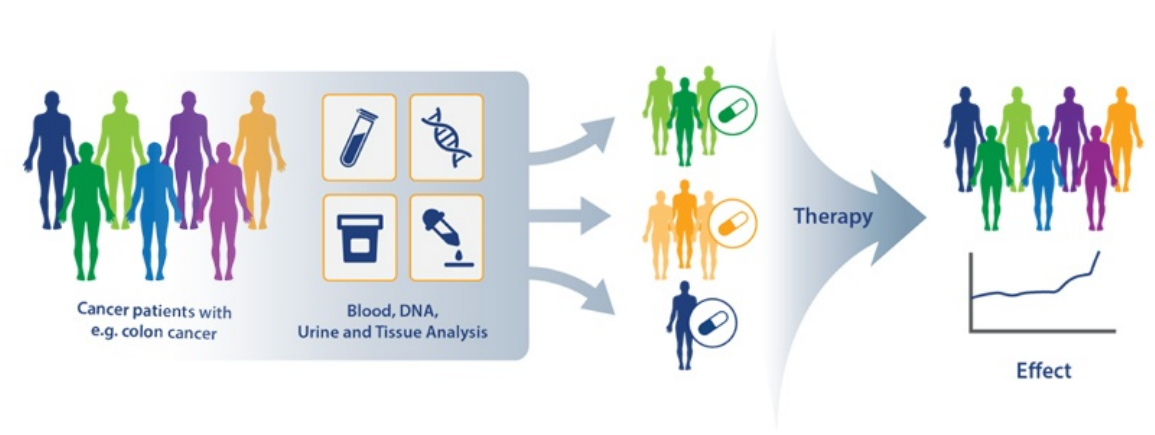 Cancer patients with
e.g. colon cancer
Blood, DNA,
Urine and Tissue Analysis
Therapy
Effect